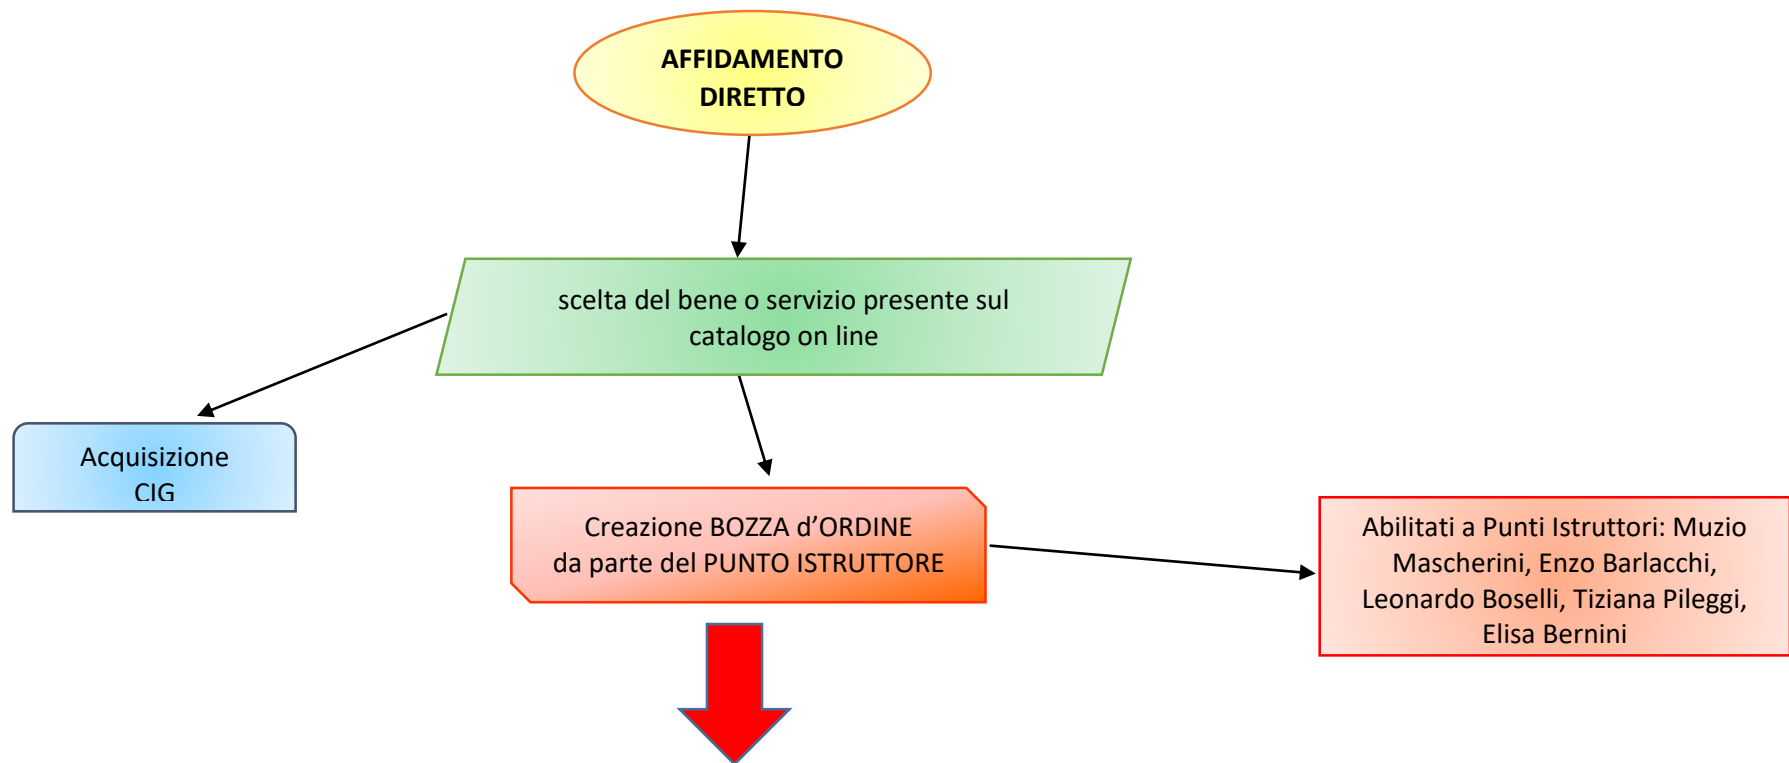 AFFIDAMENTO
DIRETTO
scelta del bene o servizio presente sul
catalogo on line
Acquisizione
CIG
Creazione BOZZA d’ORDINE
da parte del PUNTO ISTRUTTORE
Abilitati a Punti Istruttori: Muzio
Mascherini, Enzo Barlacchi,
Leonardo Boselli, Tiziana Pileggi,
Elisa Bernini